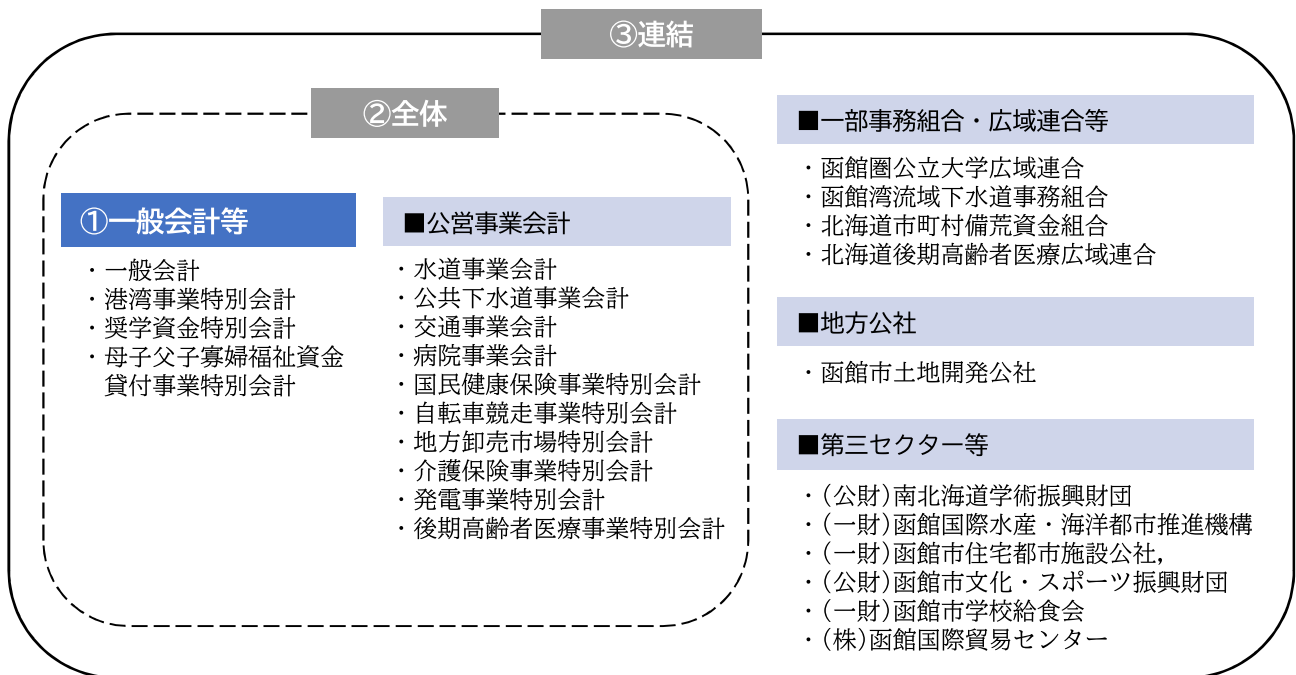 ③連結
②全体
①一般会計等
・一般会計
・港湾事業特別会計
・奨学資金特別会計
・母子父子寡婦福祉資金
貸付事業特別会計
■公営事業会計
・水道事業会計
・公共下水道事業会計
・交通事業会計
・病院事業会計
・国民健康保険事業特別会計
・自転車競走事業特別会計
・地方卸売市場特別会計
・介護保険事業特別会計
・発電事業特別会計
・後期高齢者医療事業特別会計
■一部事務組合・広域連合等
・函館圏公立大学広域連合
・函館湾流域下水道事務組合
・北海道市町村備荒資金組合
・北海道後期高齢者医療広域連合
■地方公社
・函館市土地開発公社
■第三セクター等
・(公財)南北海道学術振興財団
・(一財)函館国際水産・海洋都市推進機構
・(一財)函館市住宅都市施設公社,
・(公財)函館市文化・スポーツ振興財団
・(一財)函館市学校給食会
・(株)函館国際貿易センター